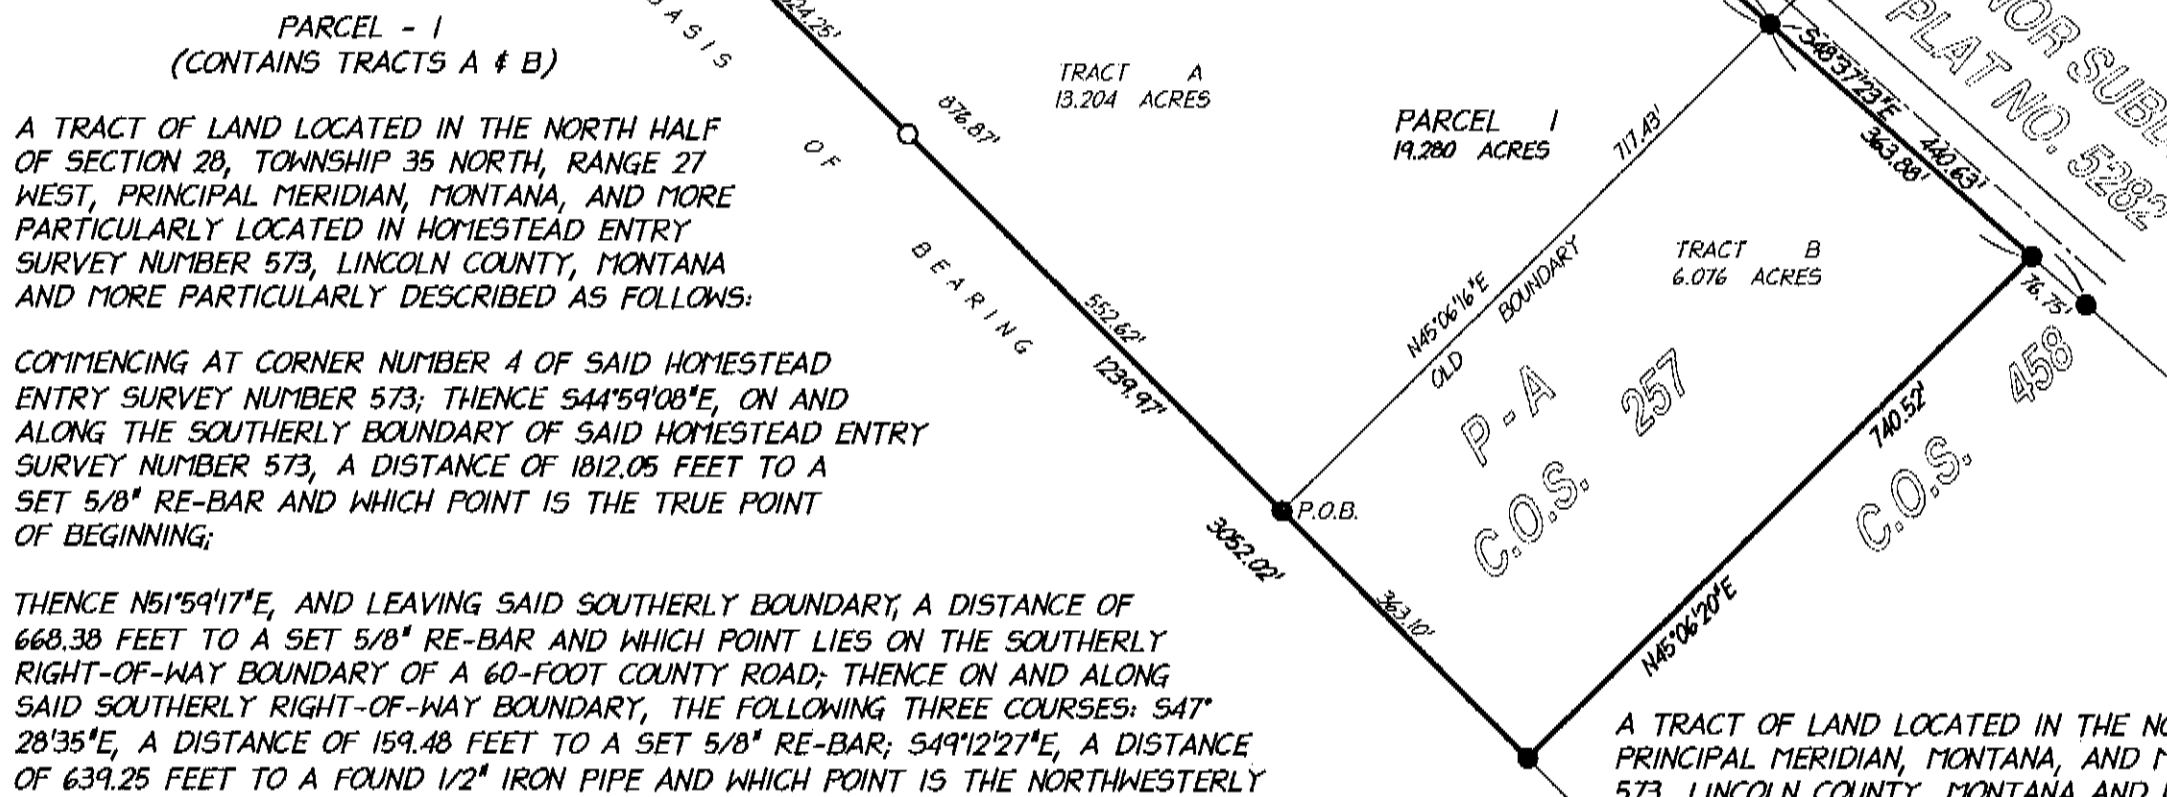 PARCEL - 1
(CONTAINS TRACTS A & B)
A TRACT OF LAND LOCATED IN THE NORTH HALF
OF SECTION 28, TOWNSHIP 35 NORTH, RANGE 27
WEST, PRINCIPAL MERIDIAN, MONTANA, AND MORE
PARTICULARLY LOCATED IN HOMESTEAD ENTRY
SURVEY NUMBER 573, LINCOLN COUNTY, MONTANA
AND MORE PARTICULARLY DESCRIBED AS FOLLOWS:
COMMENCING AT CORNER NUMBER 4 OF SAID HOMESTEAD
ENTRY SURVEY NUMBER 573; THENCE S44°59'08"E, ON AND
ALONG THE SOUTHERLY BOUNDARY OF SAID HOMESTEAD ENTRY
SURVEY NUMBER 573, A DISTANCE OF 1812.05 FEET TO A
SET 5/8" RE-BAR AND WHICH POINT IS THE TRUE POINT
OF BEGINNING;
THENCE N51°59'17"E, AND LEAVING SAID SOUTHERLY BOUNDARY, A DISTANCE OF
668.38 FEET TO A SET 5/8" RE-BAR AND WHICH POINT LIES ON THE SOUTHERLY
RIGHT-OF-WAY BOUNDARY OF A 60-FOOT COUNTY ROAD; THENCE ON AND ALONG
SAID SOUTHERLY RIGHT-OF-WAY BOUNDARY, THE FOLLOWING THREE COURSES: S47°
28'35"E, A DISTANCE OF 159.48 FEET TO A SET 5/8" RE-BAR; S49°12'27"E, A DISTANCE
OF 639.25 FEET TO A FOUND 1/2" IRON PIPE AND WHICH POINT IS THE NORTHWESTERLY
24.25'
ASIS
OF
BEARING
876.87'
552.62'
1239.97'
3052.02'
TRACT A
13.204 ACRES
PARCEL 1
19.280 ACRES
717.43'
N45°06'16"E
OLD BOUNDARY
S48°37'23"E
440.63'
363.88'
TRACT B
6.076 ACRES
76.75'
PLAT NO. 5282
P-A
C.O.S. 257
C.O.S. 458
740.52'
N45°06'20"E
P.O.B.
363.10'
A TRACT OF LAND LOCATED IN THE
PRINCIPAL MERIDIAN, MONTANA, AND
573, LINCOLN COUNTY, MONTANA AND